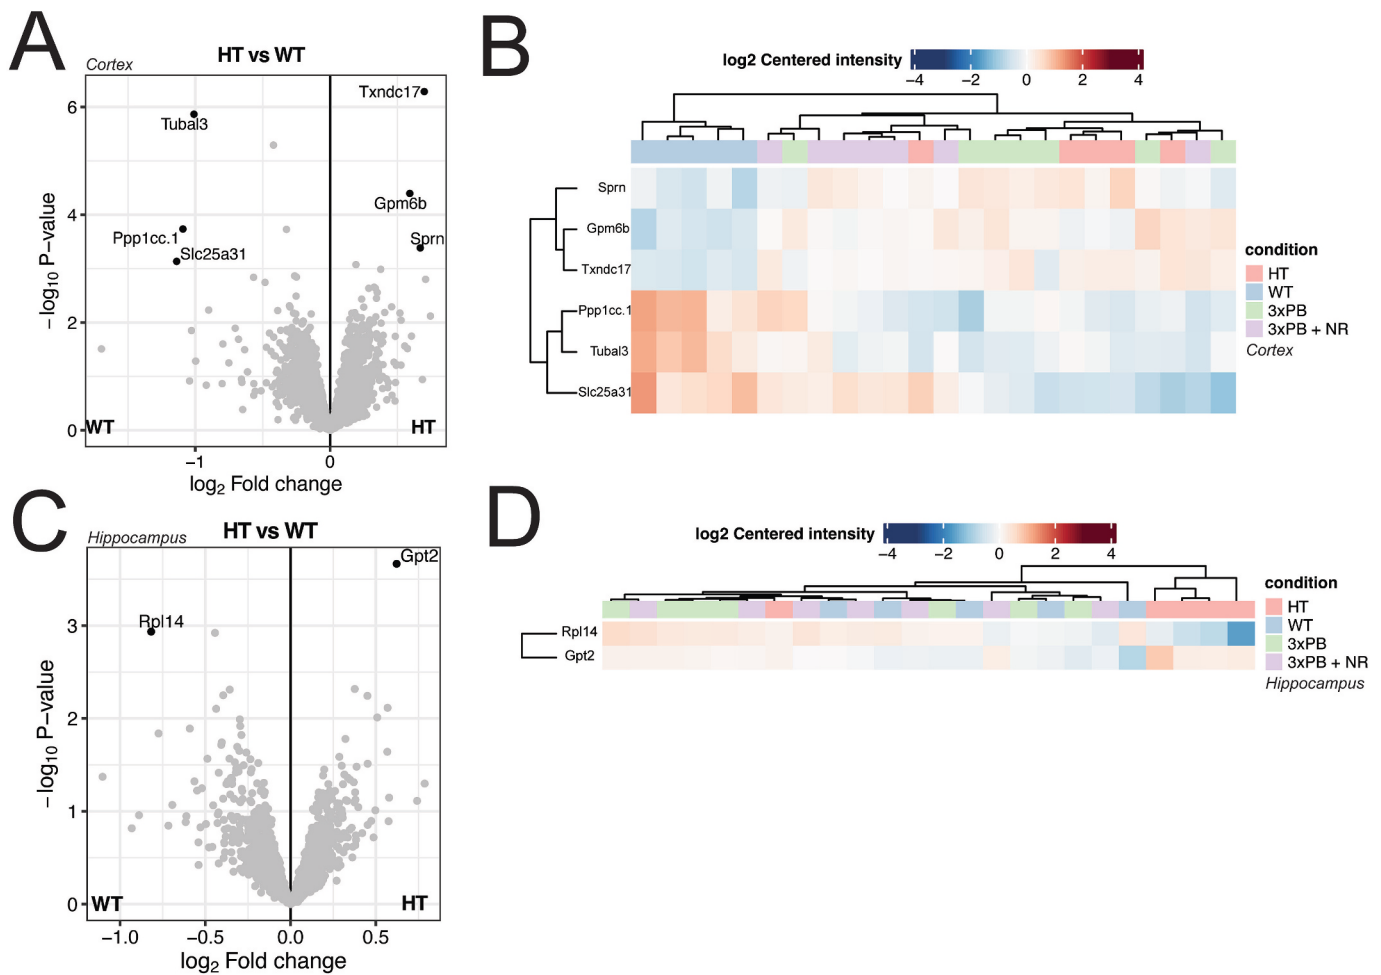 A
HT vs WT
Cortex
Txndc17
Tubal3
Gpm6b
Ppp1cc.1
Slc25a31
Sprn
6
4
2
0
− log10 P−value
WT
HT
−1
0
log2 Fold change
B
log2 Centered intensity
−4
−2
0
2
4
Sprn
Gpm6b
Txndc17
Ppp1cc.1
Tubal3
Slc25a31
condition
HT
WT
3xPB
3xPB + NR
Cortex
C
HT vs WT
Hippocampus
Gpt2
Rpl14
3
2
1
0
− log10 P−value
WT
HT
−1.0
−0.5
0.0
0.5
log2 Fold change
D
log2 Centered intensity
−4
−2
0
2
4
Rpl14
Gpt2
condition
HT
WT
3xPB
3xPB + NR
Hippocampus